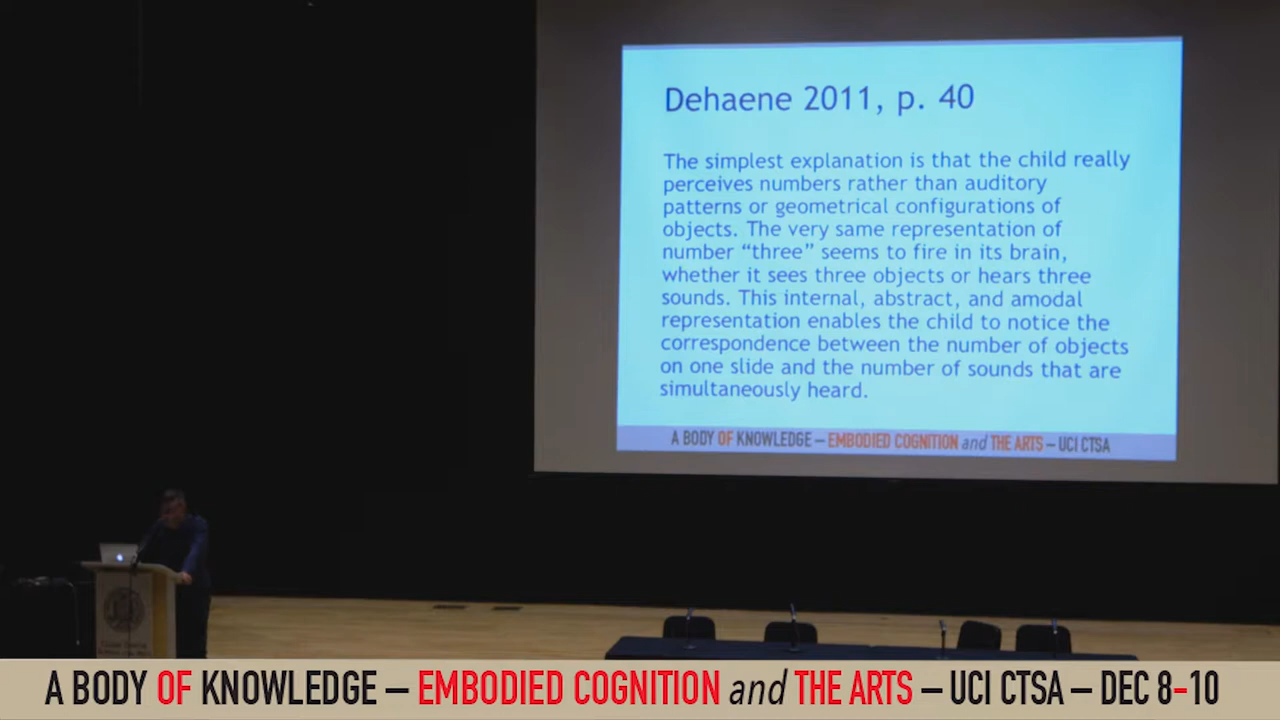 Dehaene 2011, p. 40
The simplest explanation is that the child really
perceives numbers rather than auditory
patterns or geometrical configurations of
objects. The very same representation of
number “three” seems to fire in its brain,
whether it sees three objects or hears three
sounds. This internal, abstract, and amodal
representation enables the child to notice the
correspondence between the number of objects
on one slide and the number of sounds that are
simultaneously heard.
A BODY OF KNOWLEDGE – EMBODIED COGNITION and THE ARTS – UCI CTSA
A BODY OF KNOWLEDGE – EMBODIED COGNITION and THE ARTS – UCI CTSA – DEC 8-10